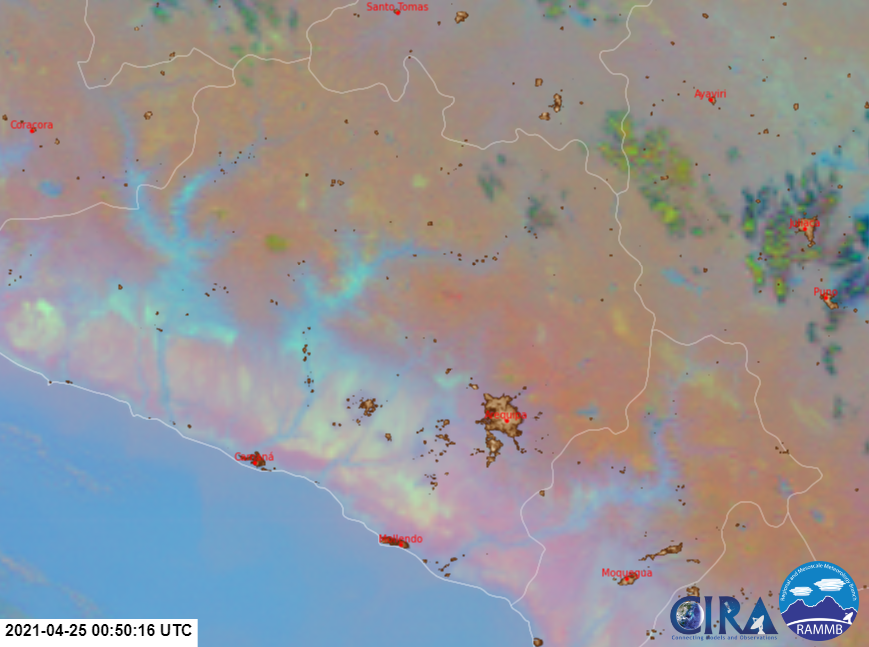 Santo Tomas
Ayaviri
Coracora
Juliaca
Puno
Arequipa
Camaná
Mollendo
Moquegua
2021-04-25 00:50:16 UTC
CIRA
Connecting Models and Observations
Regional and Mesoscale Meteorology Branch
RAMMB